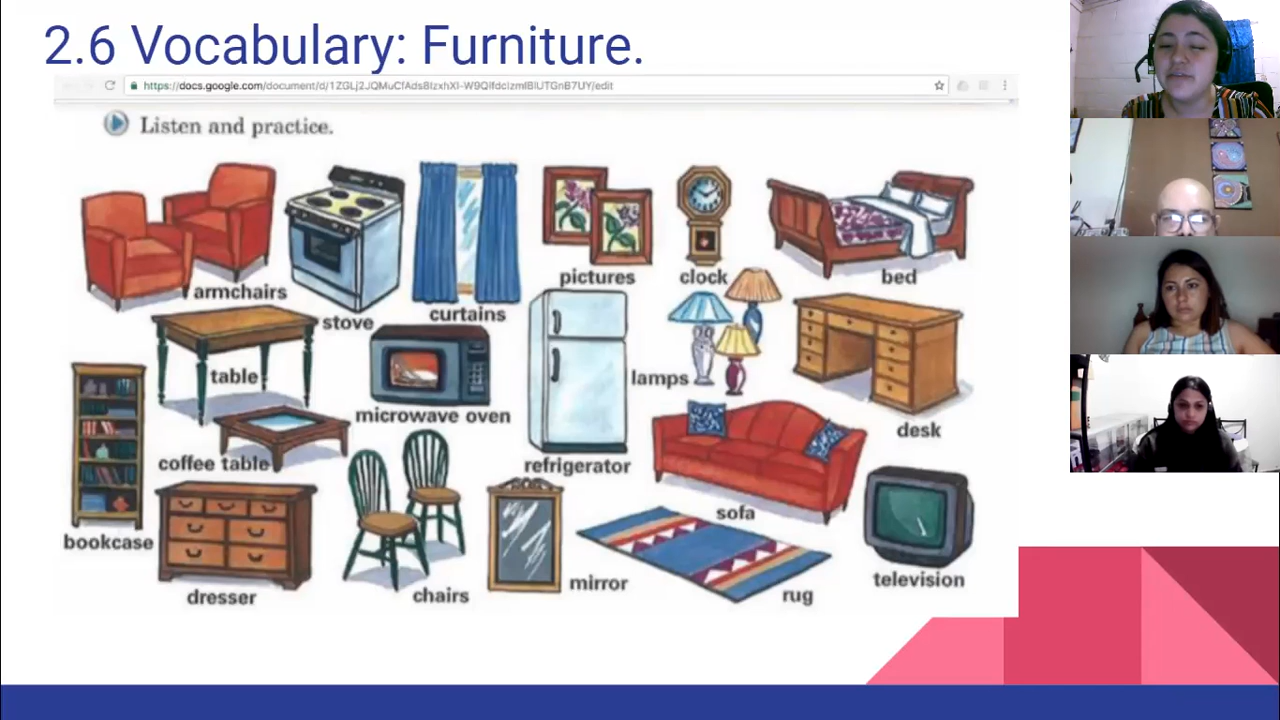 2.6 Vocabulary: Furniture.
Listen and practice.
armchairs
stove
curtains
pictures
clock
bed
table
microwave oven
refrigerator
lamps
desk
coffee table
bookcase
dresser
chairs
mirror
sofa
rug
television